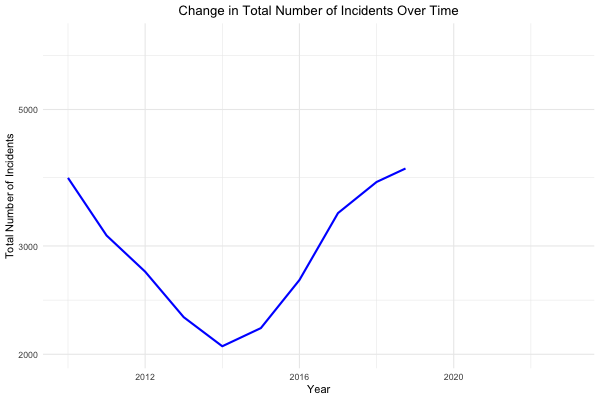 Change in Total Number of Incidents Over Time
Total Number of Incidents
5000
3000
2000
2012
2016
2020
Year